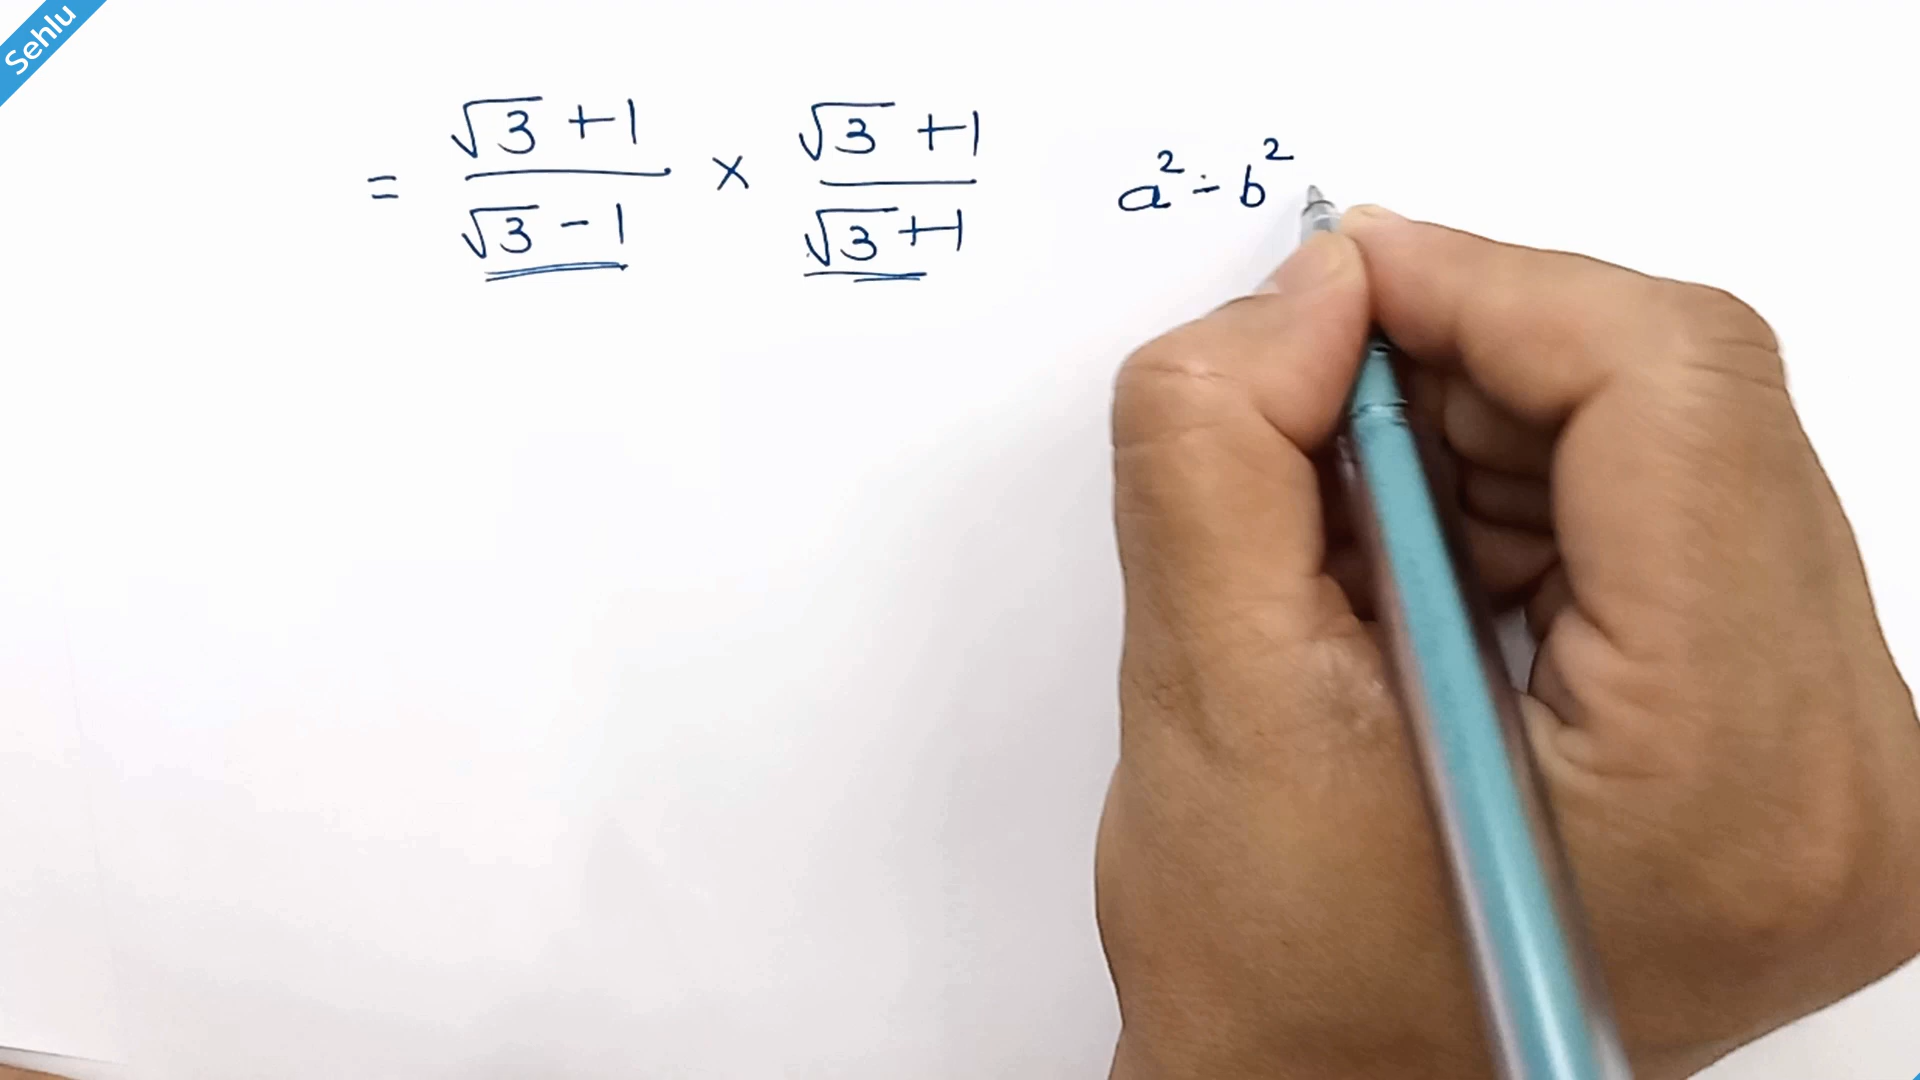 Sehlu
= (√3 + 1)/(√3 - 1) × (√3 + 1)/(√3 + 1)
a² - b²